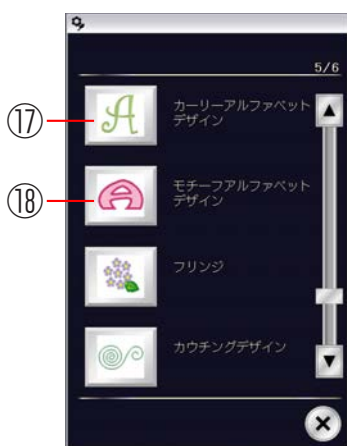 5/6
⑰
カーリーアルファベット
デザイン
⑱
モチーフアルファベット
デザイン
フリンジ
カウチングデザイン